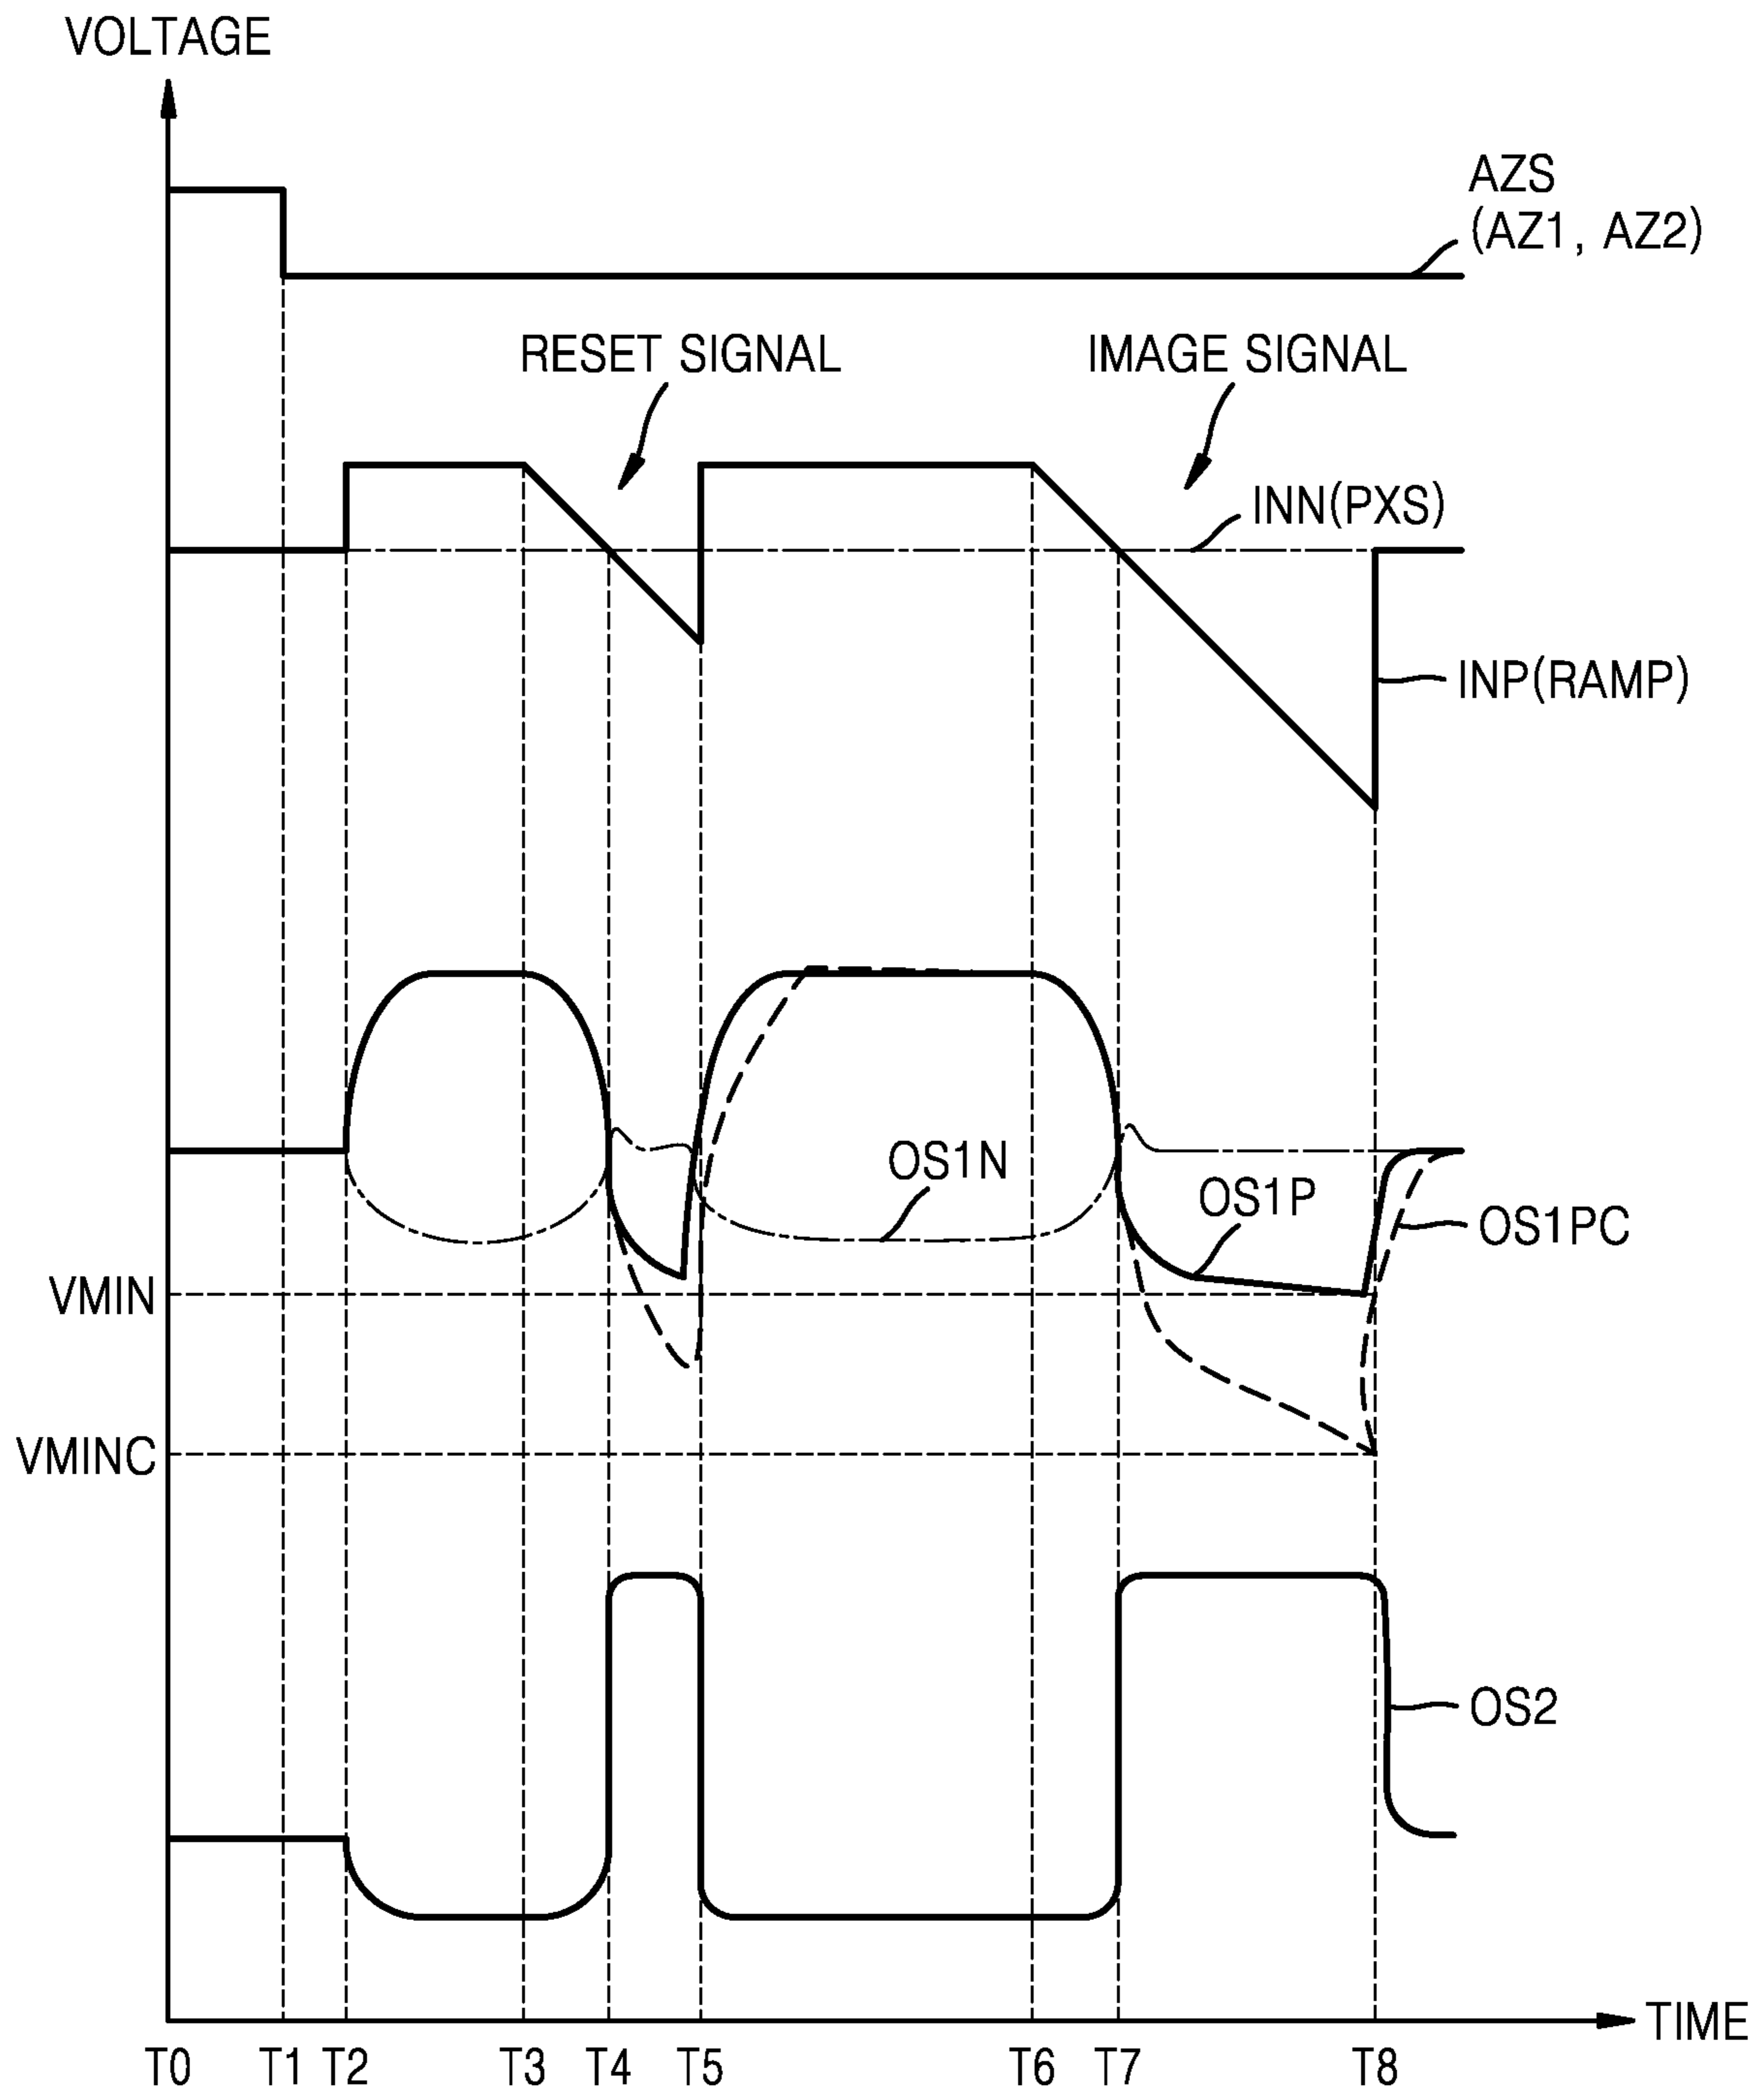 VOLTAGE
AZS
(AZ1, AZ2)
RESET SIGNAL
IMAGE SIGNAL
INN(PXS)
INP(RAMP)
OS1N
OS1P
OS1PC
VMIN
VMINC
OS2
TIME
T0 T1 T2 T3 T4 T5 T6 T7 T8